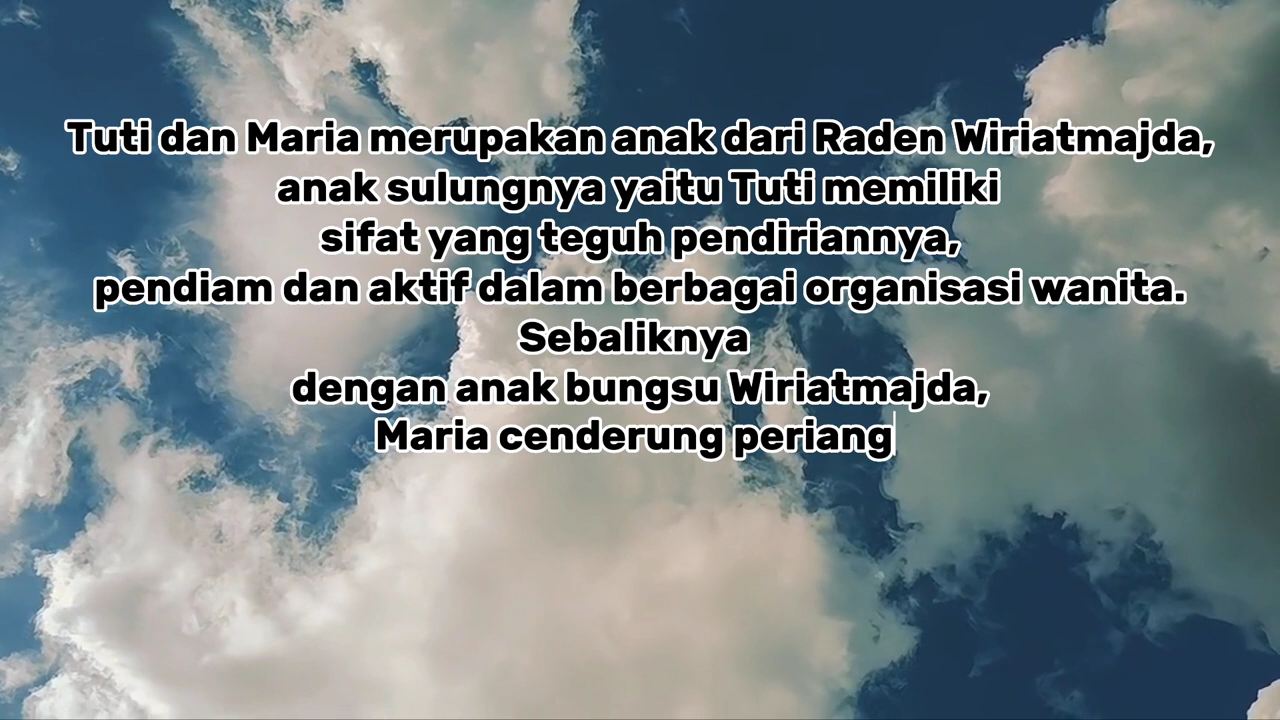 Tuti dan Maria merupakan anak dari Raden Wiriatmajda,
anak sulungnya yaitu Tuti memiliki
sifat yang teguh pendiriannya,
pendiam dan aktif dalam berbagai organisasi wanita.
Sebaliknya
dengan anak bungsu Wiriatmajda,
Maria cenderung periang